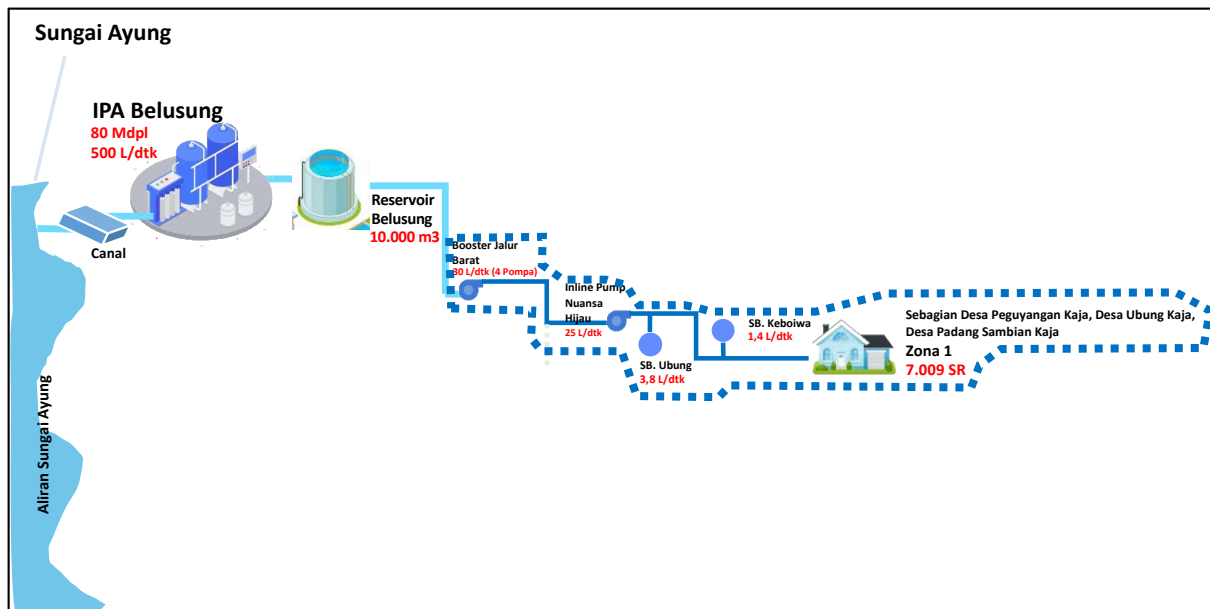 Sungai Ayung
IPA Belusung
80 Mdpl
500 L/dtk
Canal
Reservoir
Belusung
10.000 m3
Booster Jalur
Barat
30 L/dtk (4 Pompa)
Inline Pump
Nuansa
Hijau
25 L/dtk
SB. Ubung
3,8 L/dtk
SB. Keboiwa
1,4 L/dtk
Sebagian Desa Peguyangan Kaja, Desa Ubung Kaja,
Desa Padang Sambian Kaja
Zona 1
7.009 SR
Aliran Sungai Ayung